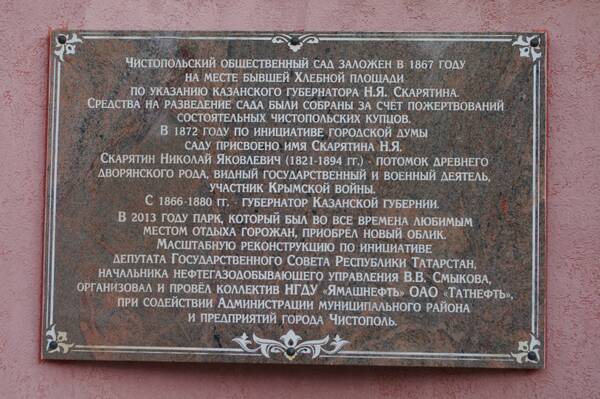 Чистопольский общественный сад заложен в 1867 году
на месте бывшей Хлебной площади
по указанию казанского губернатора Н.Я. Скарятина.
Средства на разведение сада были собраны за счёт пожертвований
состоятельных чистопольских купцов.
В 1872 году по инициативе городской думы
саду присвоено имя Скарятина Н.Я.
Скарятин Николай Яковлевич (1821-1894 гг.) - потомок древнего
дворянского рода, видный государственный и военный деятель,
участник Крымской войны.
С 1866-1880 гг. - губернатор Казанской губернии.
В 2013 году парк, который был во все времена любимым
местом отдыха горожан, приобрёл новый облик.
Масштабную реконструкцию по инициативе
депутата Государственного Совета Республики Татарстан,
начальника нефтегазодобывающего управления В.В. Смыкова,
организовал и провёл коллектив НГДУ «Ямашнефть» ОАО «Татнефть»,
при содействии Администрации муниципального района
и предприятий города Чистополь.